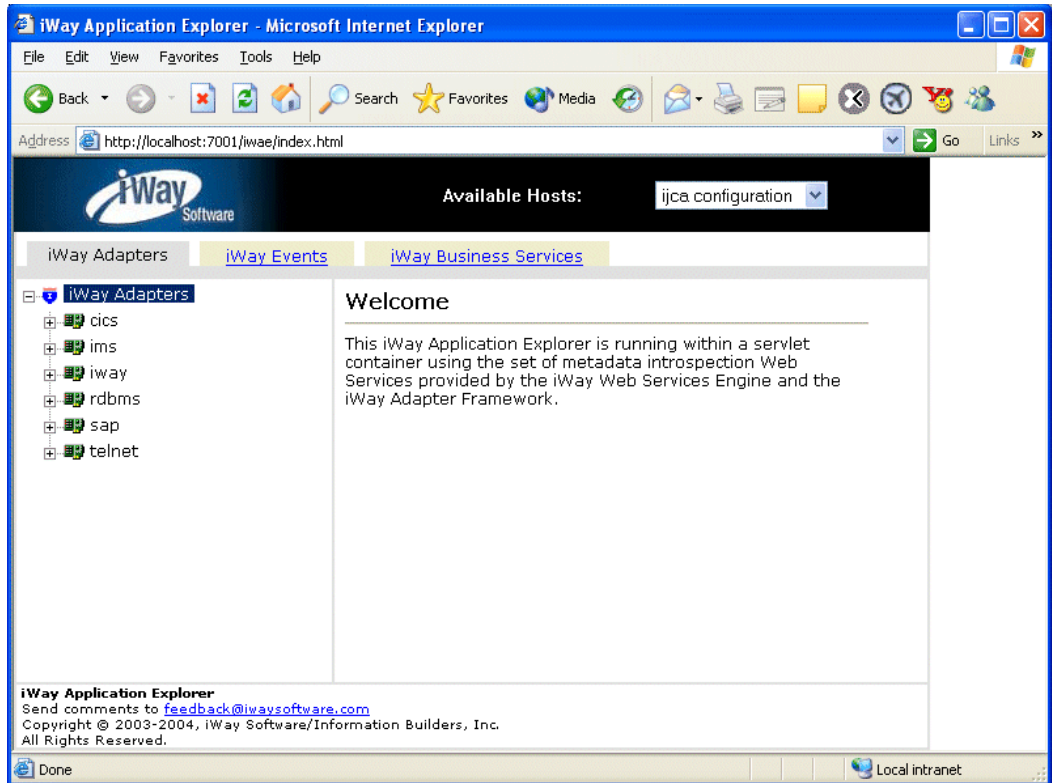 iWay Application Explorer - Microsoft Internet Explorer
File Edit View Favorites Tools Help
Back Search Favorites Media
Address http://localhost:7001/iwae/index.html Go Links »
iWay Software
Available Hosts: ijca configuration
iWay Adapters iWay Events iWay Business Services
iWay Adapters
cics
ims
iway
rdbms
sap
telnet
Welcome
This iWay Application Explorer is running within a servlet
container using the set of metadata introspection Web
Services provided by the iWay Web Services Engine and the
iWay Adapter Framework.
iWay Application Explorer
Send comments to feedback@iwaysoftware.com
Copyright © 2003-2004, iWay Software/Information Builders, Inc.
All Rights Reserved.
Done Local intranet